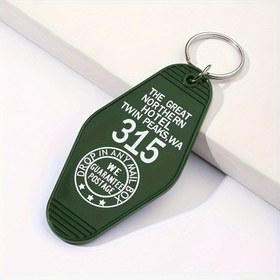 THE GREAT
NORTHERN
HOTEL
TWIN PEAKS, WA
315
DROP IN ANY MAIL BOX
WE
GUARANTEE
POSTAGE